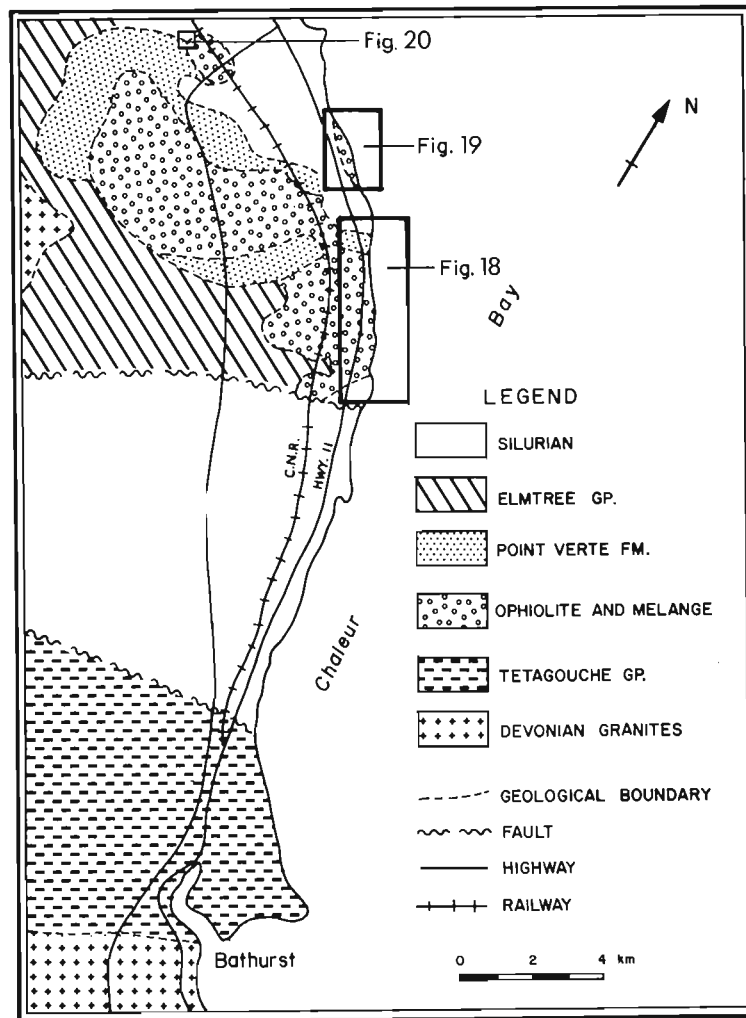 Fig. 20
N
Fig. 19
Fig. 18
Bay
LEGEND
SILURIAN
C.N.R.
HWY. 11
ELMTREE GP.
POINT VERTE FM.
OPHIOLITE AND MELANGE
Chaleur
TETAGOUCHE GP.
DEVONIAN GRANITES
GEOLOGICAL BOUNDARY
FAULT
HIGHWAY
RAILWAY
Bathurst
0 2 4 km